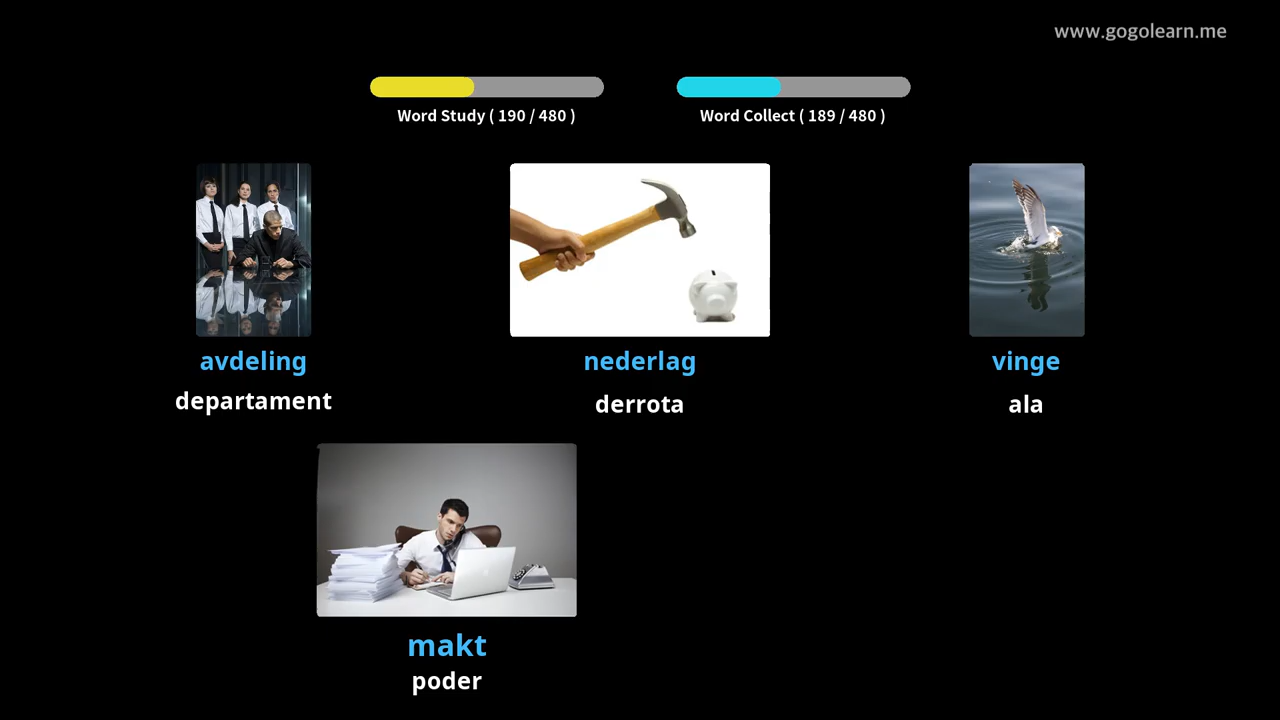 www.gogolearn.me
Word Study ( 190 / 480 )
Word Collect ( 189 / 480 )
avdeling
departament
nederlag
derrota
vinge
ala
makt
poder